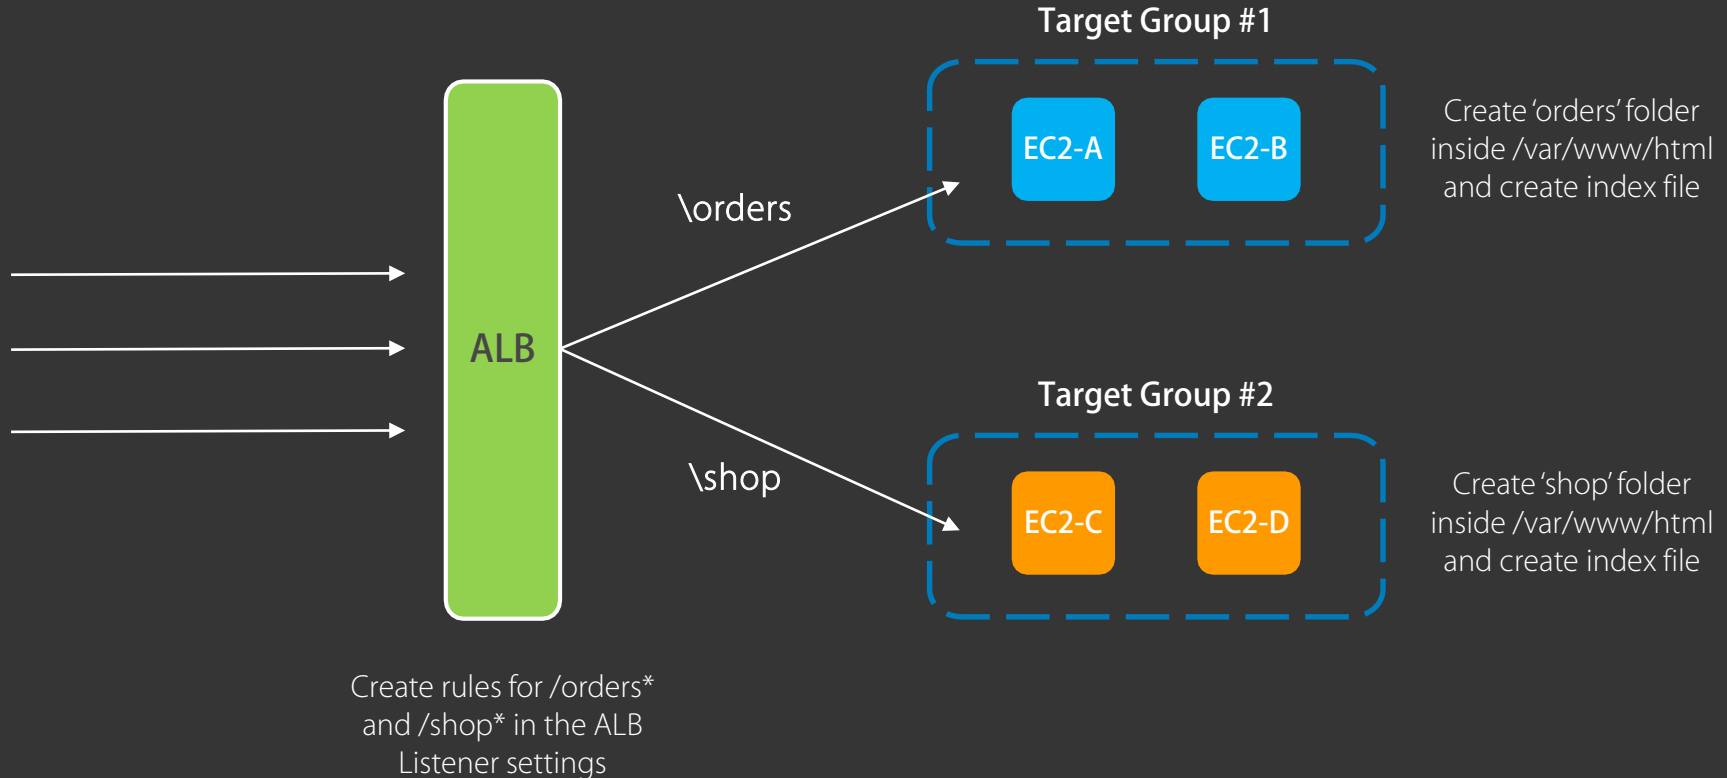 Target Group #1
EC2-A
EC2-B
Create ‘orders’ folder
inside /var/www/html
and create index file
\orders
ALB
Target Group #2
\shop
EC2-C
EC2-D
Create ‘shop’ folder
inside /var/www/html
and create index file
Create rules for /orders*
and /shop* in the ALB
Listener settings